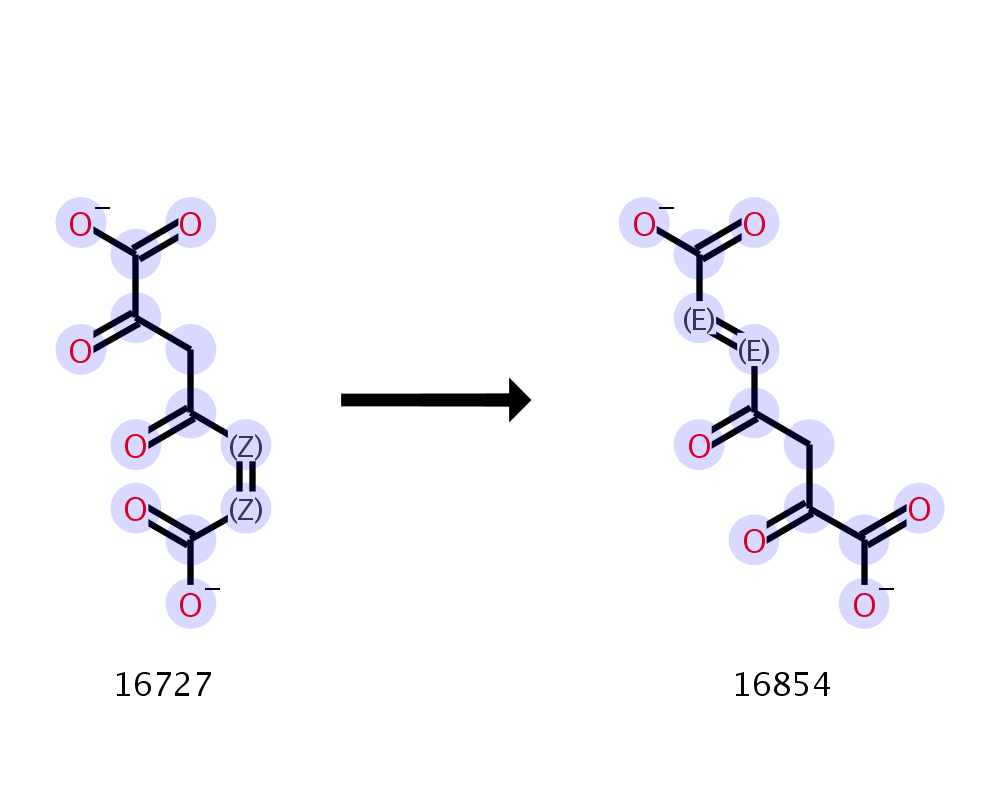 O− O O− O
O (E)
(E)
O (Z) O
O (Z) O
O
O− O−
16727 16854